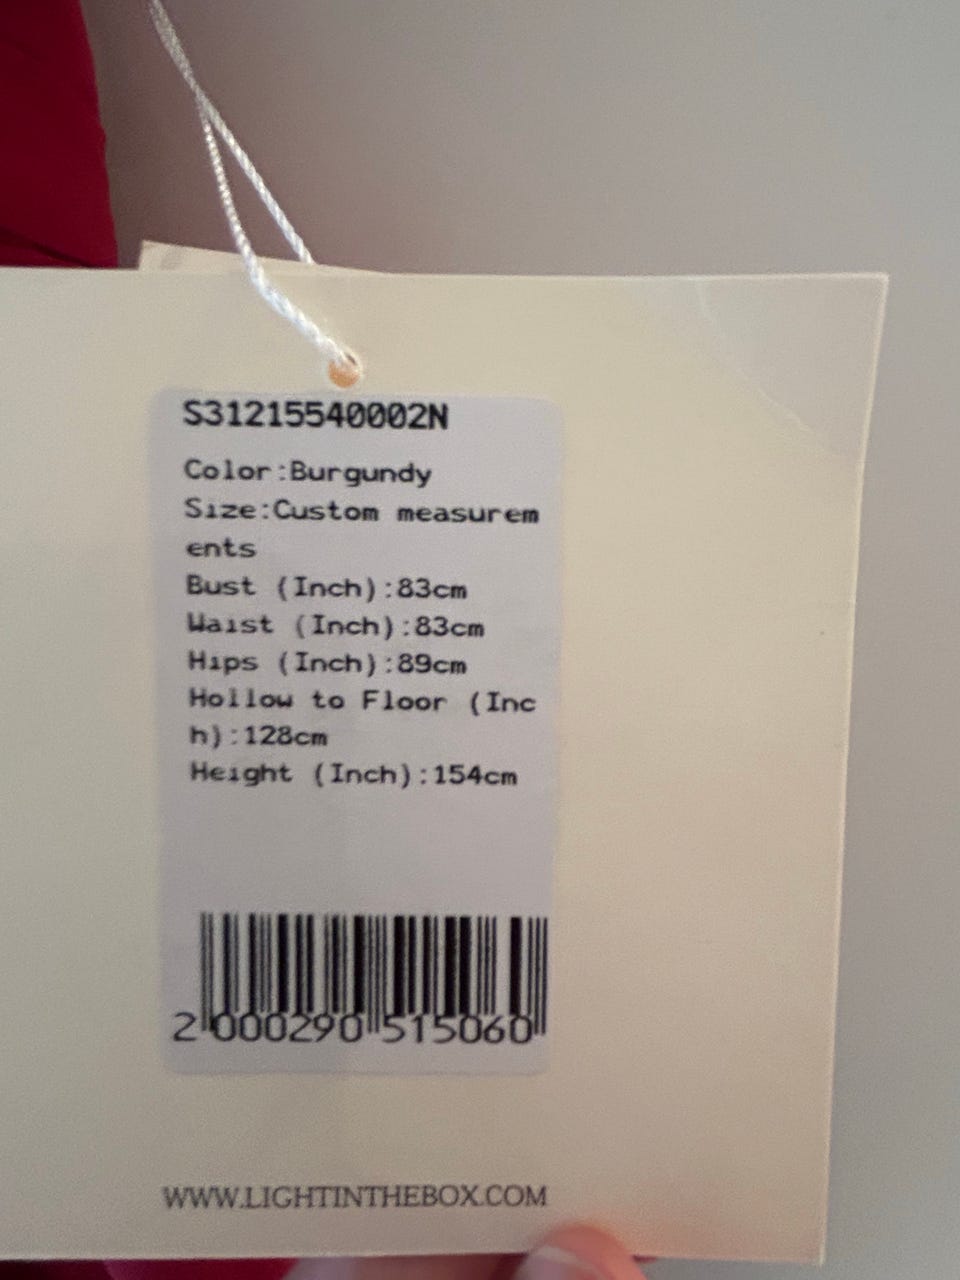 S31215540002N
Color:Burgundy
Size:Custom measurem
ents
Bust (Inch):83cm
Waist (Inch):83cm
Hips (Inch):89cm
Hollow to Floor (Inc
h):128cm
Height (Inch):154cm
2 000290 515060
WWW.LIGHTINTHEBOX.COM